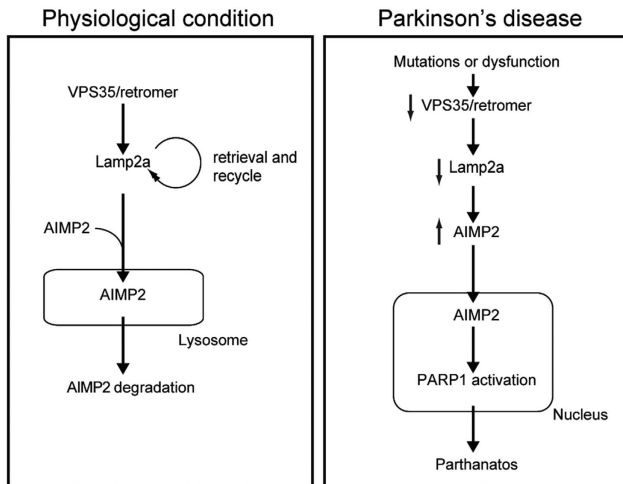 Physiological condition
VPS35/retromer
Lamp2a
retrieval and
recycle
AIMP2
AIMP2
Lysosome
AIMP2 degradation
Parkinson's disease
Mutations or dysfunction
VPS35/retromer
Lamp2a
AIMP2
AIMP2
PARP1 activation
Nucleus
Parthanatos